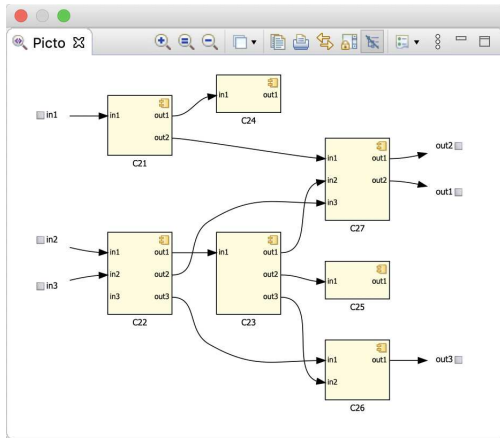 Picto
in1
in1
out1
out2
C21
in1
out1
C24
in1
in2
in3
out1
out2
C27
out2
out1
in2
in3
in1
in2
in3
out1
out2
out3
C22
in1
out1
out2
out3
C23
in1
out1
C25
in1
in2
out1
C26
out3